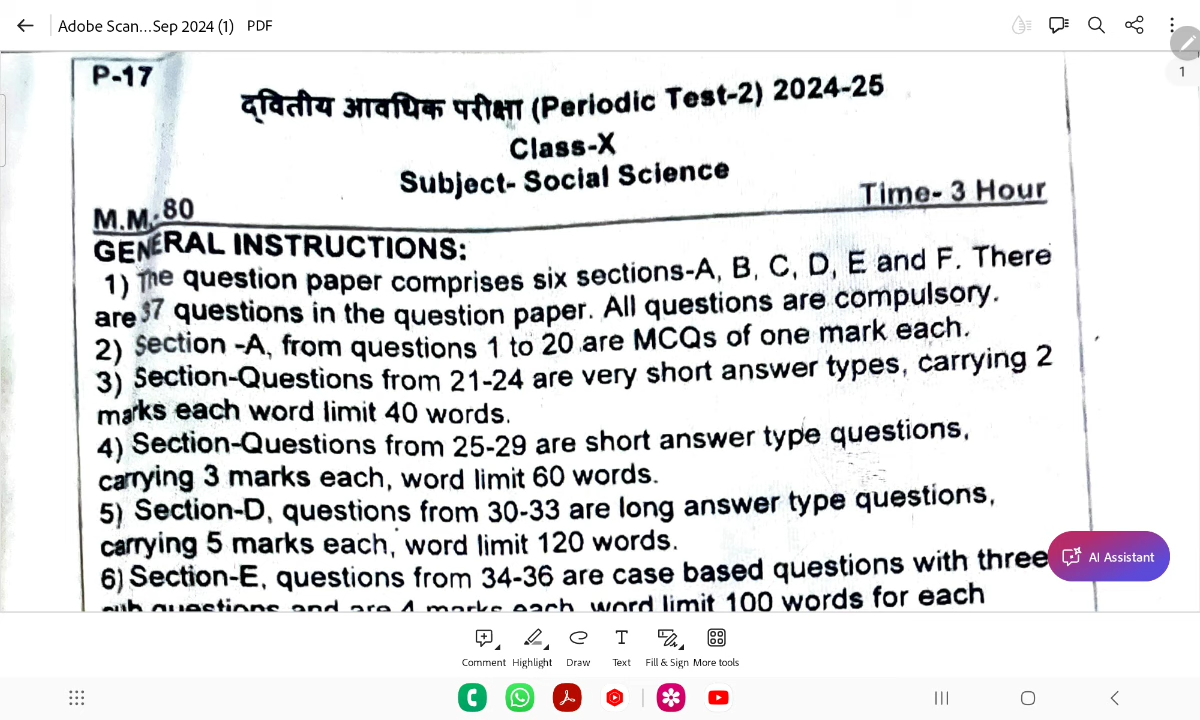 Adobe Scan...Sep 2024 (1) PDF
1
P-17
द्वितीय आवधिक परीक्षा (Periodic Test-2) 2024-25
Class-X
Subject- Social Science
M.M.-80
Time- 3 Hour
GENERAL INSTRUCTIONS:
1) The question paper comprises six sections-A, B, C, D, E and F. There
are 37 questions in the question paper. All questions are compulsory.
2) Section -A, from questions 1 to 20 are MCQs of one mark each.
3) Section-Questions from 21-24 are very short answer types, carrying 2
marks each word limit 40 words.
4) Section-Questions from 25-29 are short answer type questions,
carrying 3 marks each, word limit 60 words.
5) Section-D, questions from 30-33 are long answer type questions,
carrying 5 marks each, word limit 120 words.
6) Section-E, questions from 34-36 are case based questions with three
sub questions and are 4 marks each word limit 100 words for each
AI Assistant
Comment Highlight Draw Text Fill & Sign More tools